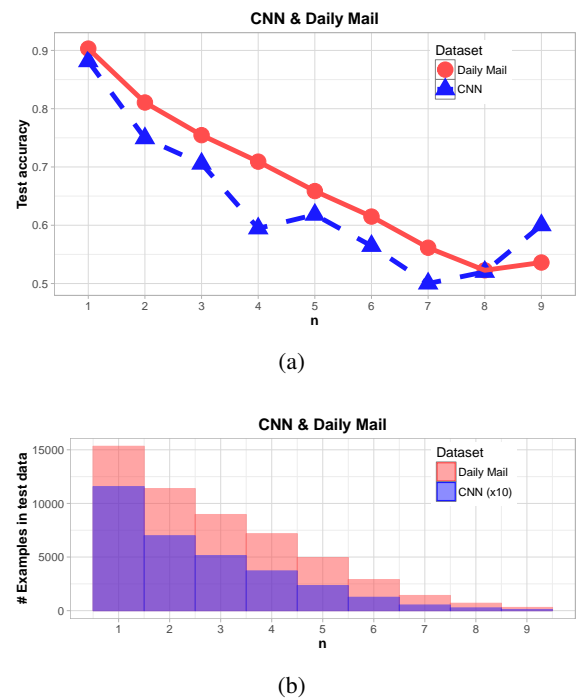 CNN & Daily Mail
Dataset
Daily Mail
CNN
Test accuracy
0.9
0.8
0.7
0.6
0.5
1 2 3 4 5 6 7 8 9
n
(a)
CNN & Daily Mail
Dataset
Daily Mail
CNN (x10)
# Examples in test data
15000
10000
5000
0
1 2 3 4 5 6 7 8 9
n
(b)